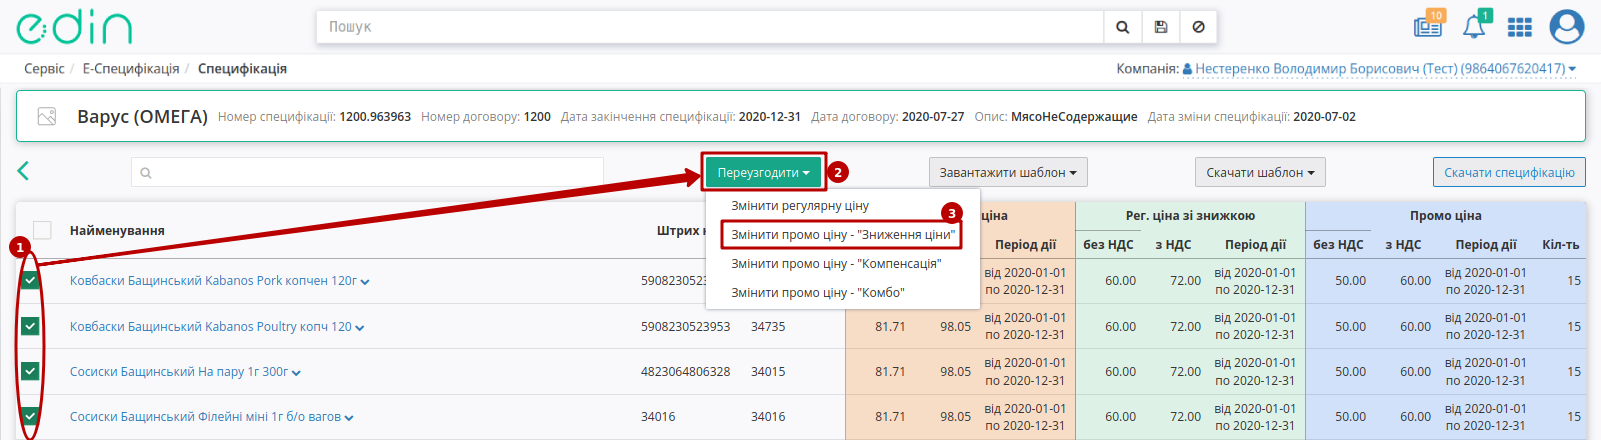 edin
Пошук
10
1
Сервіс / Е-Специфікація / Специфікація
Компанія: Нестеренко Володимир Борисович (Тест) (9864067620417)
Варус (ОМЕГА) Номер специфікації: 1200.963963 Номер договору: 1200 Дата закінчення специфікації: 2020-12-31 Дата договору: 2020-07-27 Опис: МясоНеСодержащие Дата зміни специфікації: 2020-07-02
Переузгодити 2 Завантажити шаблон Скачати шаблон Скачати специфікацію
Змінити регулярну ціну
3
Змінити промо ціну - "Зниження ціни"
Змінити промо ціну - "Компенсація"
Змінити промо ціну - "Комбо"
1
Найменування Штрих ціна Рег. ціна зі знижкою Промо ціна
Період дії без НДС з НДС Період дії без НДС з НДС Період дії Кіл-ть
Ковбаски Бащинський Kabanos Pork копчен 120г 5908230523 від 2020-01-01 по 2020-12-31 60.00 72.00 від 2020-01-01 по 2020-12-31 50.00 60.00 від 2020-01-01 по 2020-12-31 15
Ковбаски Бащинський Kabanos Poultry копч 120 5908230523953 34735 81.71 98.05 від 2020-01-01 по 2020-12-31 60.00 72.00 від 2020-01-01 по 2020-12-31 50.00 60.00 від 2020-01-01 по 2020-12-31 15
Сосиски Бащинський На пару 1г 300г 4823064806328 34015 81.71 98.05 від 2020-01-01 по 2020-12-31 60.00 72.00 від 2020-01-01 по 2020-12-31 50.00 60.00 від 2020-01-01 по 2020-12-31 15
Сосиски Бащинський Філейні міні 1г б/о вагов 34016 34016 81.71 98.05 від 2020-01-01 по 2020-12-31 60.00 72.00 від 2020-01-01 по 2020-12-31 50.00 60.00 від 2020-01-01 по 2020-12-31 15